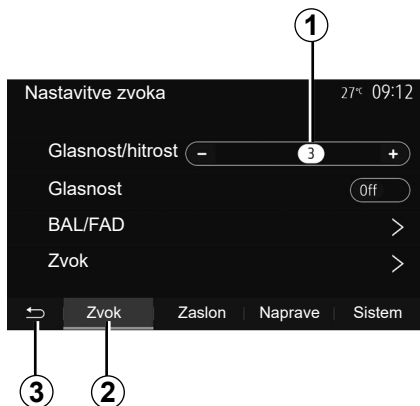 1
Nastavitve zvoka 27°C 09:12
Glasnost/hitrost - 3 +
Glasnost Off
BAL/FAD >
Zvok >
Zvok Zaslon Naprave Sistem
3 2